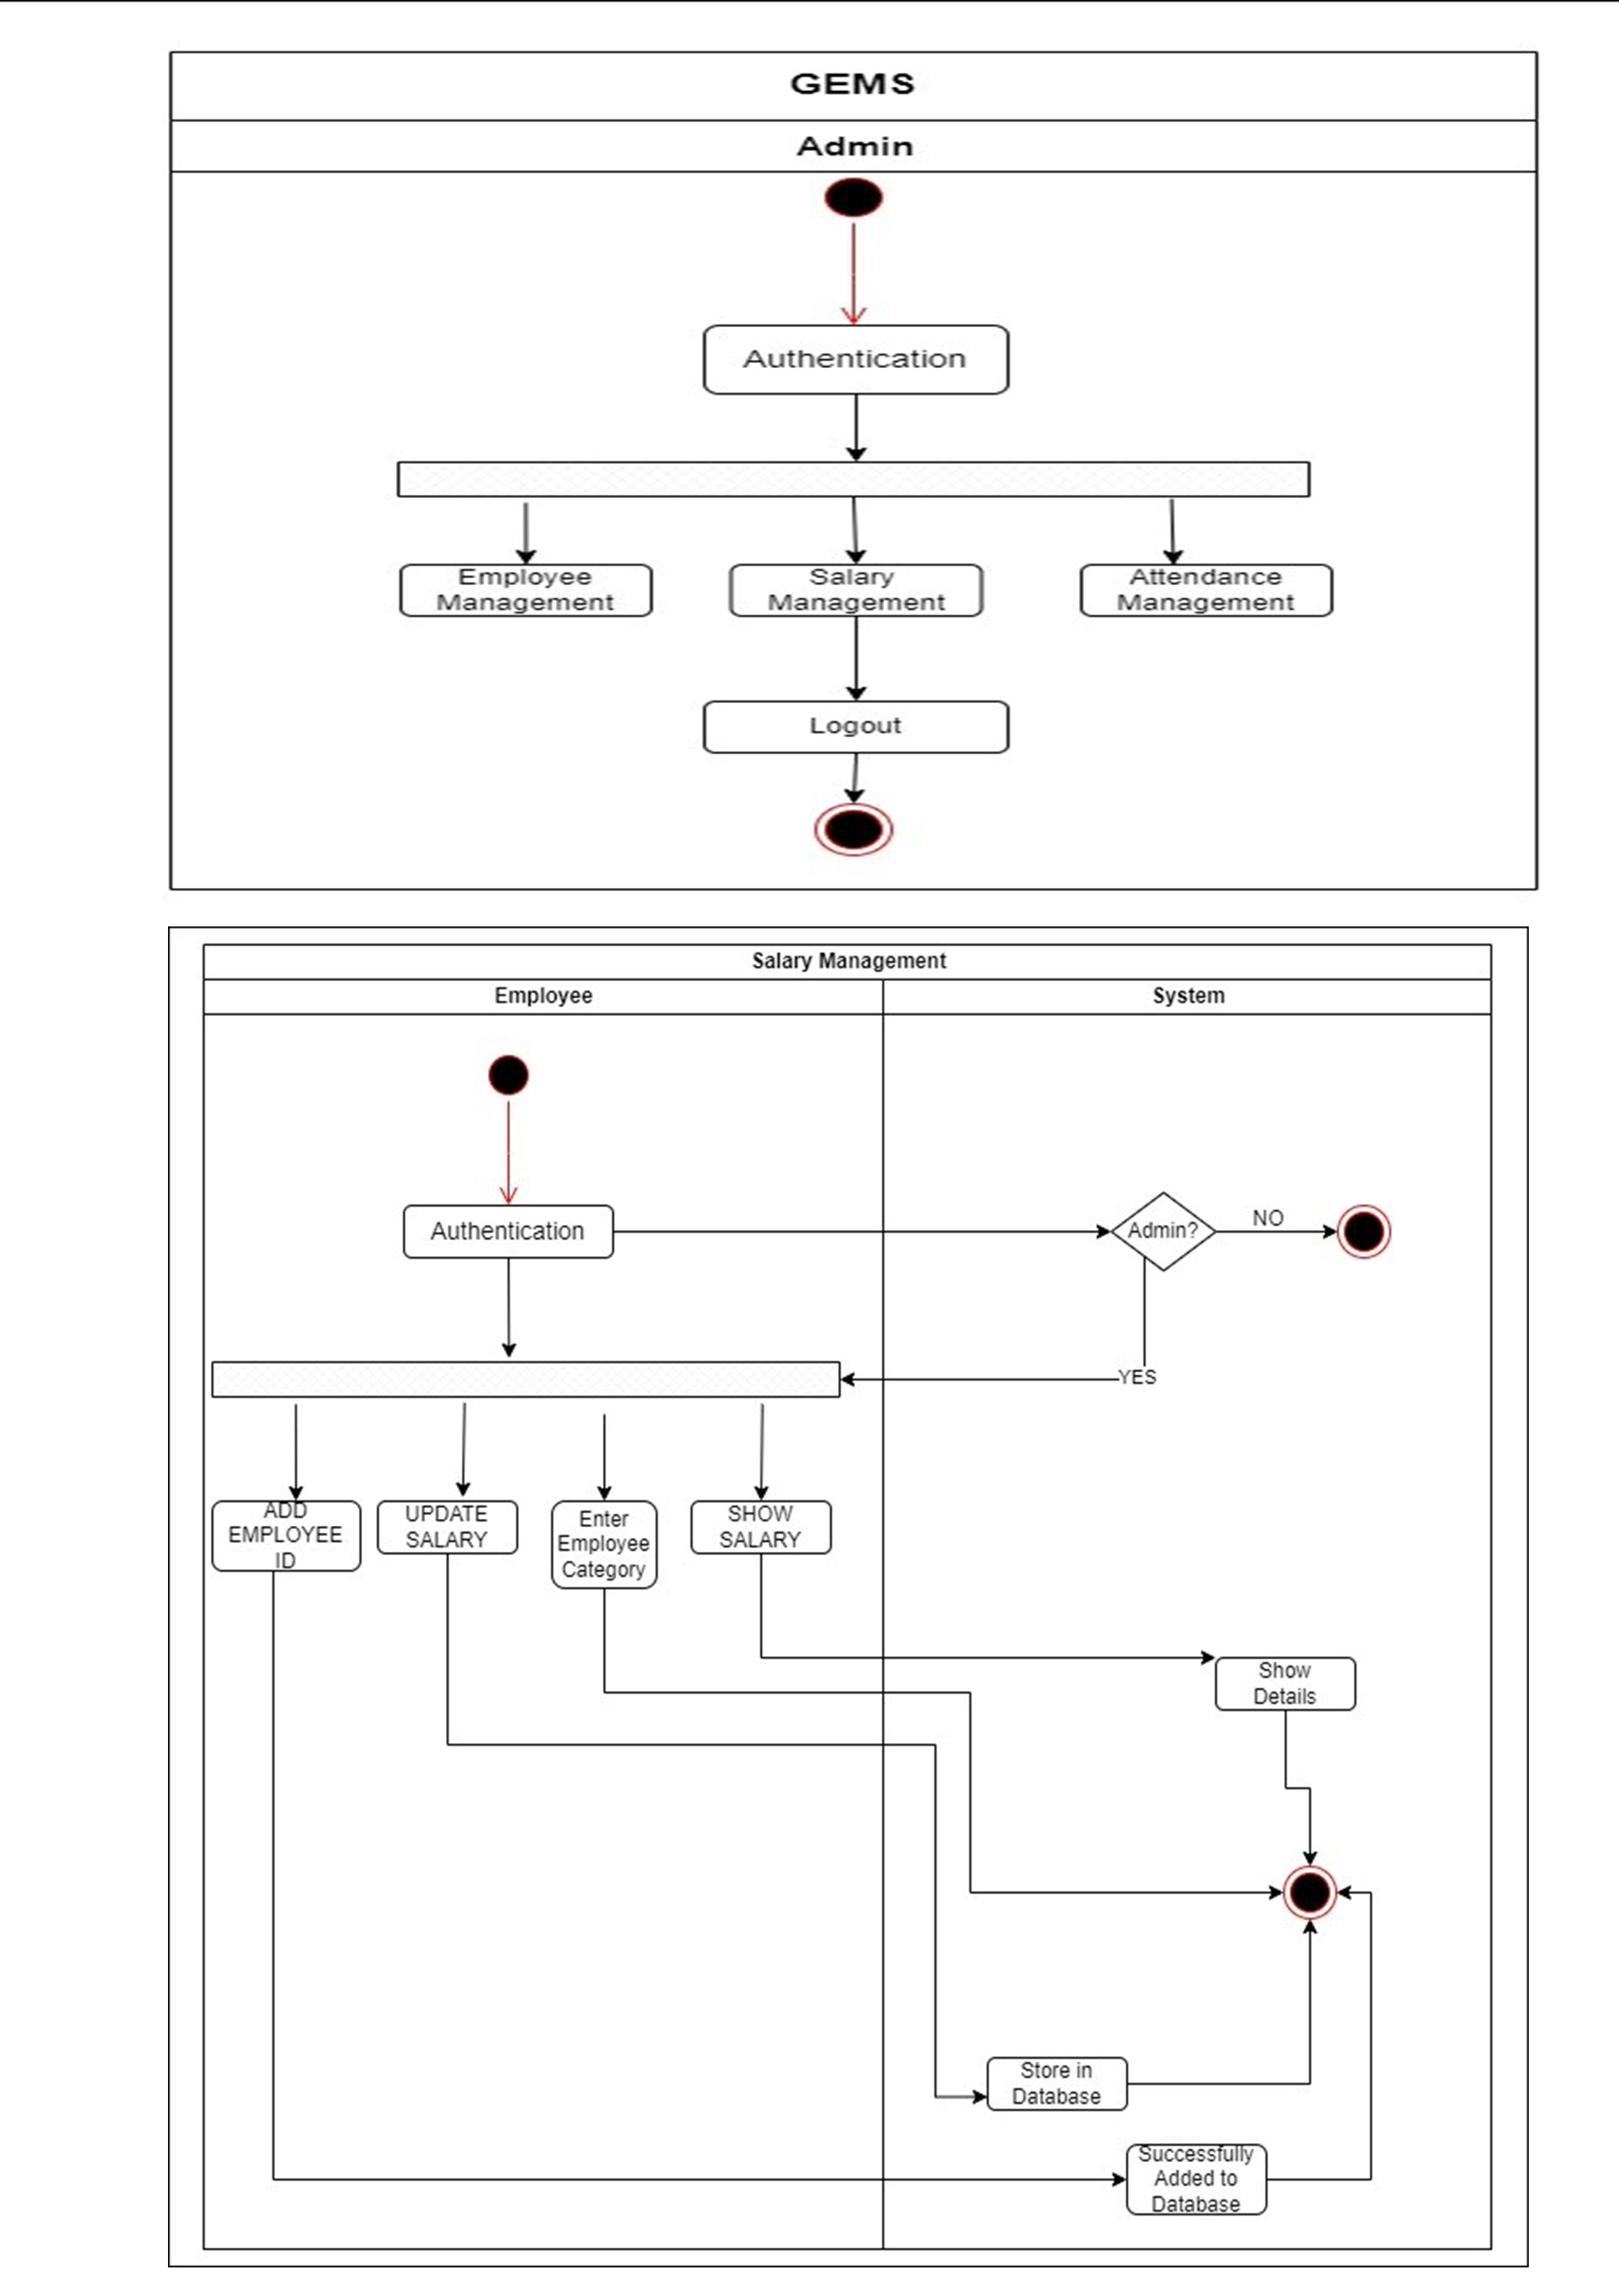 GEMS
Admin
Authentication
Employee
Management
Salary
Management
Attendance
Management
Logout
Salary Management
Employee
System
Authentication
Admin?
NO
YES
ADD
EMPLOYEE
ID
UPDATE
SALARY
Enter
Employee
Category
SHOW
SALARY
Show
Details
Store in
Database
Successfully
Added to
Database